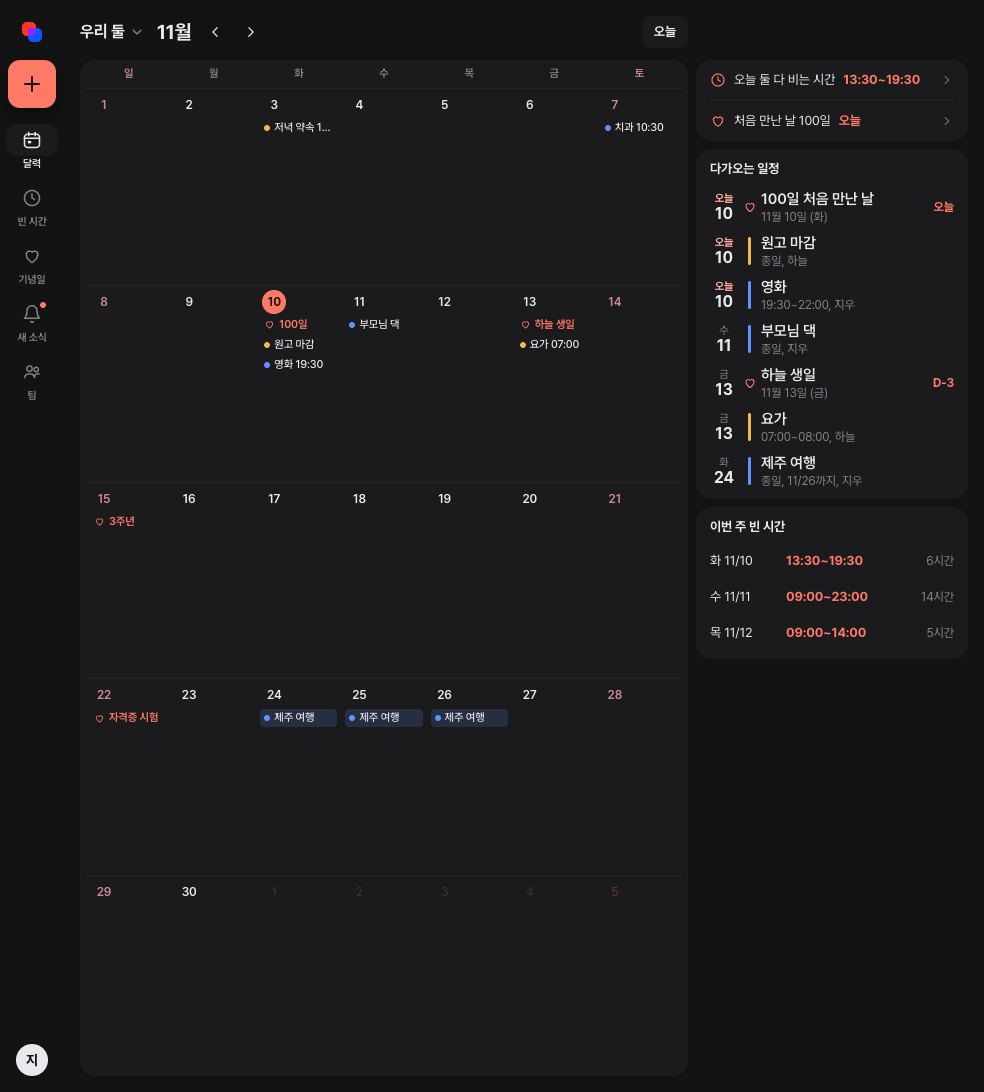 우리 둘
11월
오늘
달력
빈 시간
기념일
새 소식
팀
지
일 월 화 수 목 금 토
1 2 3 4 5 6 7
저녁 약속 1...
치과 10:30
8 9 10 11 12 13 14
100일
부모님 댁
하늘 생일
원고 마감
요가 07:00
영화 19:30
15 16 17 18 19 20 21
3주년
22 23 24 25 26 27 28
자격증 시험
제주 여행
제주 여행
제주 여행
29 30 1 2 3 4 5
오늘 둘 다 비는 시간 13:30~19:30
처음 만난 날 100일 오늘
다가오는 일정
오늘
10
100일 처음 만난 날
11월 10일 (화)
오늘
오늘
10
원고 마감
종일, 하늘
오늘
10
영화
19:30~22:00, 지우
수
11
부모님 댁
종일, 지우
금
13
하늘 생일
11월 13일 (금)
D-3
금
13
요가
07:00~08:00, 하늘
화
24
제주 여행
종일, 11/26까지, 지우
이번 주 빈 시간
화 11/10 13:30~19:30 6시간
수 11/11 09:00~23:00 14시간
목 11/12 09:00~14:00 5시간